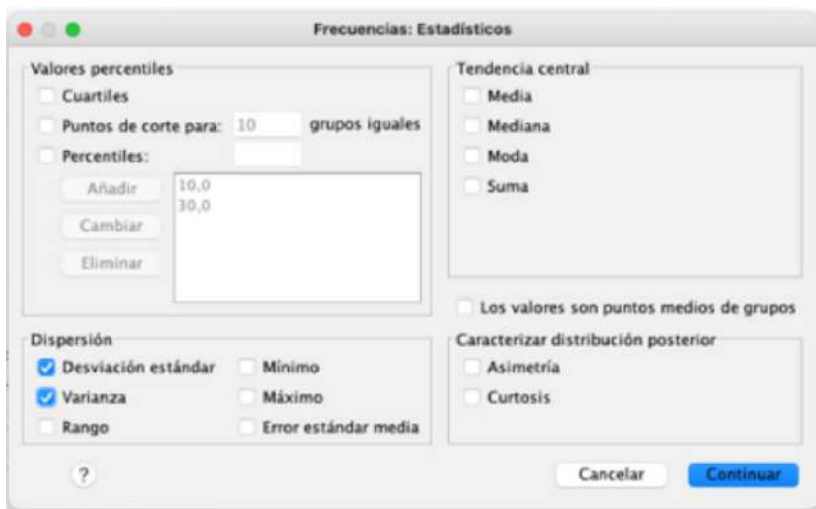 Frecuencias: Estadísticos
Valores percentiles
Cuartiles
Puntos de corte para: 10 grupos iguales
Percentiles:
Añadir
Cambiar
Eliminar
10,0
30,0
Tendencia central
Media
Mediana
Moda
Suma
Los valores son puntos medios de grupos
Dispersión
Desviación estándar Mínimo
Varianza Máximo
Rango Error estándar media
Caracterizar distribución posterior
Asimetría
Curtosis
?
Cancelar Continuar